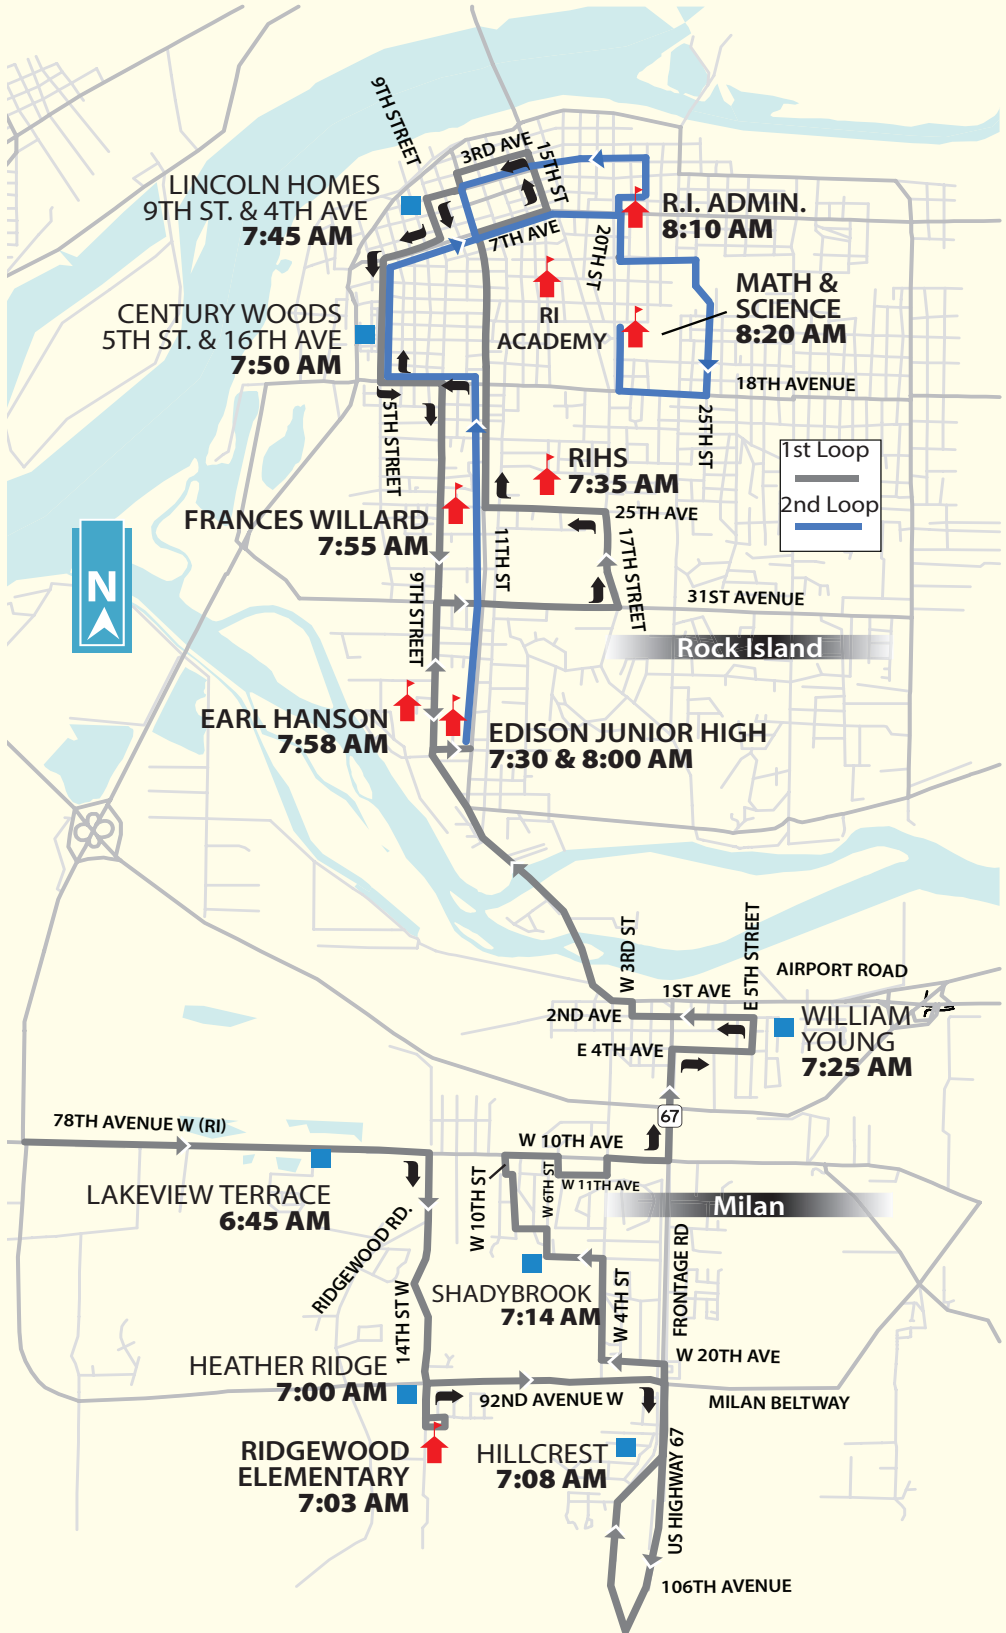 9TH STREET
3RD AVE
15TH ST
LINCOLN HOMES
9TH ST. & 4TH AVE
7:45 AM
R.I. ADMIN.
8:10 AM
7TH AVE
20TH ST
MATH &
SCIENCE
8:20 AM
CENTURY WOODS
5TH ST. & 16TH AVE
7:50 AM
RI
ACADEMY
18TH AVENUE
5TH STREET
25TH ST
1st Loop
2nd Loop
RIHS
7:35 AM
25TH AVE
FRANCES WILLARD
7:55 AM
11TH ST
17TH STREET
N
9TH STREET
31ST AVENUE
Rock Island
EARL HANSON
7:58 AM
EDISON JUNIOR HIGH
7:30 & 8:00 AM
W 3RD ST
E 5TH STREET
AIRPORT ROAD
1ST AVE
2ND AVE
WILLIAM
YOUNG
7:25 AM
E 4TH AVE
67
78TH AVENUE W (RI)
W 10TH AVE
W 10TH ST
W 6TH ST
W 11TH AVE
LAKEVIEW TERRACE
6:45 AM
Milan
RIDGEWOOD RD.
FRONTAGE RD
SHADYBROOK
7:14 AM
W 4TH ST
14TH ST W
W 20TH AVE
HEATHER RIDGE
7:00 AM
92ND AVENUE W
MILAN BELTWAY
RIDGEWOOD
ELEMENTARY
7:03 AM
HILLCREST
7:08 AM
US HIGHWAY 67
106TH AVENUE